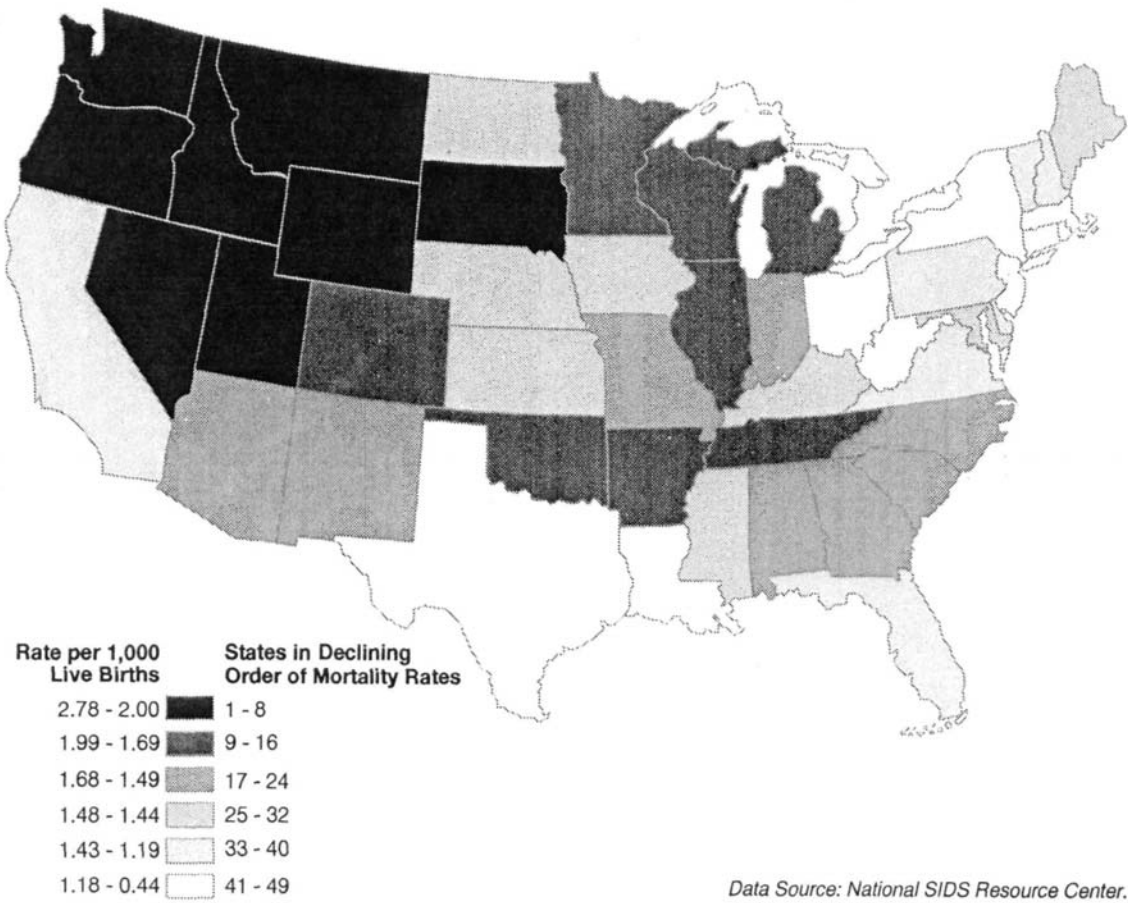 Rate per 1,000 Live Births
States in Declining Order of Mortality Rates
2.78 - 2.00 1 - 8
1.99 - 1.69 9 - 16
1.68 - 1.49 17 - 24
1.48 - 1.44 25 - 32
1.43 - 1.19 33 - 40
1.18 - 0.44 41 - 49
Data Source: National SIDS Resource Center.